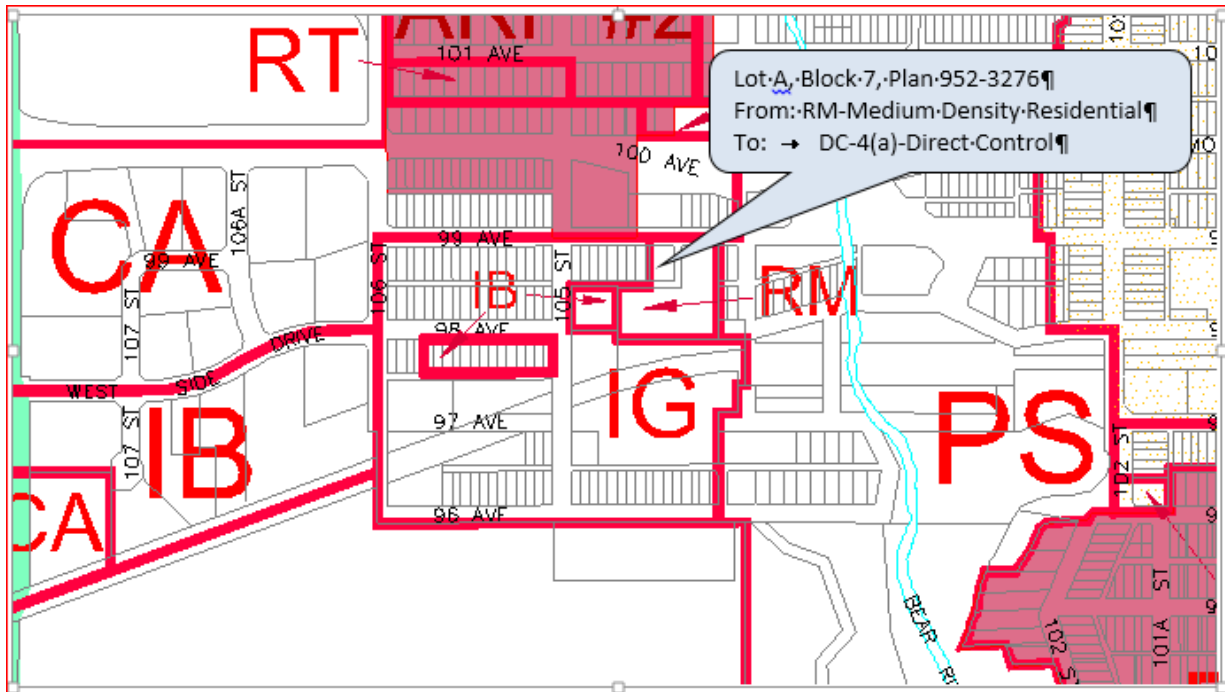 RT
101 AVE
Lot A, Block 7, Plan 952-3276¶
From: RM-Medium Density Residential¶
To: → DC-4(a)-Direct Control¶
100 AVE
CA
106A ST
99 AVE
99 AVE
106 ST
105 ST
IB
RM
107 ST
98 AVE
WEST SIDE DRIVE
IG
97 AVE
PS
107 ST
IB
102 ST
CA
96 AVE
BEAR
102 ST
101A ST